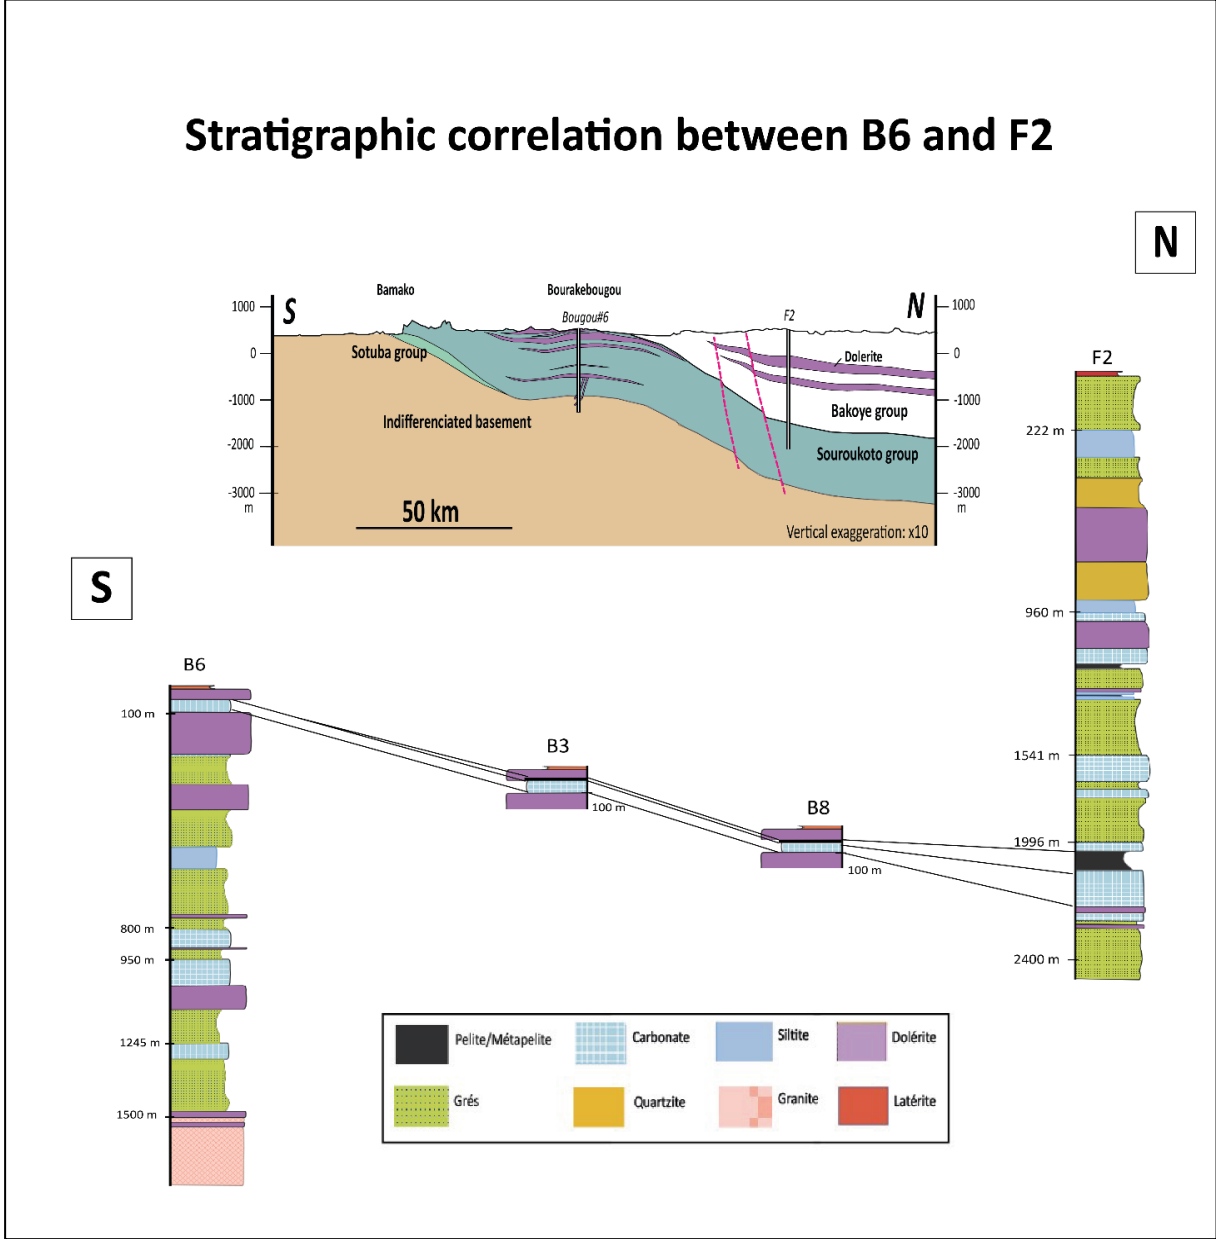 Stratigraphic correlation between B6 and F2
N
Bamako
Bourakebougou
Bougou#6
F2
S
N
1000
0
-1000
-2000
-3000
m
1000
0
-1000
-2000
-3000
m
Sotuba group
Dolerite
Bakoye group
Indifferenciated basement
Souroukoto group
50 km
Vertical exaggeration: x10
S
F2
222 m
960 m
1541 m
1996 m
2400 m
B6
100 m
800 m
950 m
1245 m
1500 m
B3
100 m
B8
100 m
Pelite/Métapelite
Carbonate
Siltite
Dolérite
Grés
Quartzite
Granite
Latérite